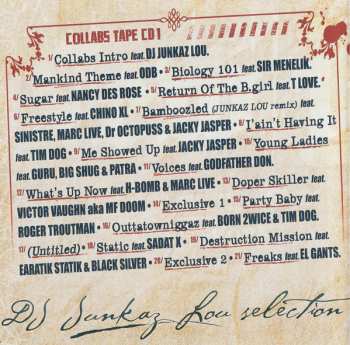 COLLABS TAPE CD1
1/ Collabs Intro feat. DJ JUNKAZ LOU.
2/ Mankind Theme feat. ODB • 3/ Biology 101 feat. SIR MENELIK.
4/ Sugar feat. NANCY DES ROSE • 5/ Return Of The B.girl feat. T LOVE.
6/ Freestyle feat. CHINO XL • 7/ Bamboozled (JUNKAZ LOU remix) feat.
SINISTRE, MARC LIVE, Dr OCTOPUSS & JACKY JASPER • 8/ I'ain't Having It
feat. TIM DOG • 9/ Me Showed Up feat. JACKY JASPER • 10/ Young Ladies
feat. GURU, BIG SHUG & PATRA • 11/ Voices feat. GODFATHER DON.
12/ What's Up Now feat. H-BOMB & MARC LIVE • 13/ Doper Skiller feat.
VICTOR VAUGHN aka MF DOOM • 14/ Exclusive 1 • 15/ Party Baby feat.
ROGER TROUTMAN • 16/ Outtatowniggaz feat. BORN 2WICE & TIM DOG.
17/ (Untitled) • 18/ Static feat. SADAT X • 19/ Destruction Mission feat.
EARATIK STATIK & BLACK SILVER • 20/ Exclusive 2 • 21/ Freaks feat. EL GANTS.
DJ Junkaz Lou selection